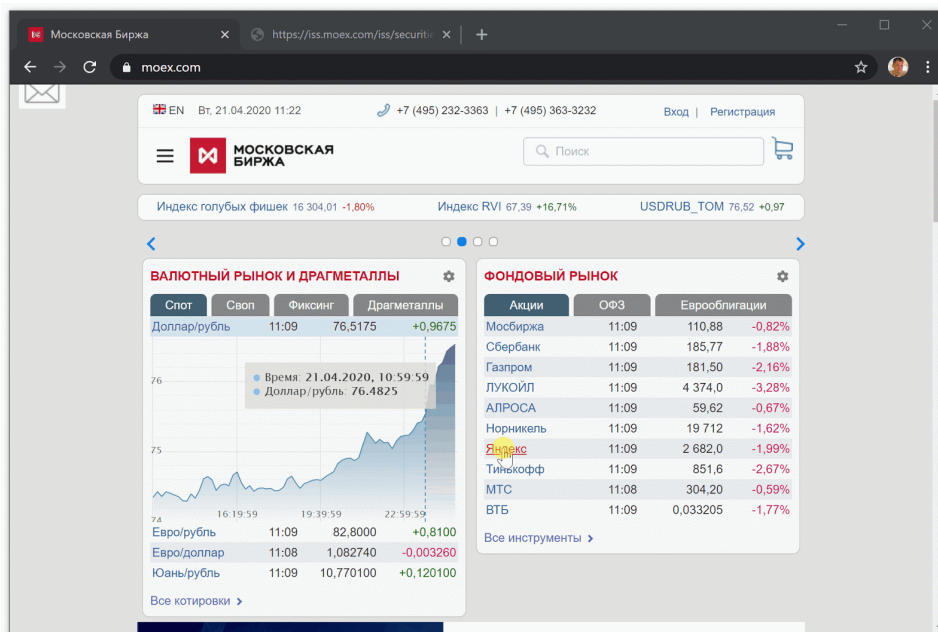 Московская Биржа
https://iss.moex.com/iss/securitie
moex.com
EN Вт, 21.04.2020 11:22 +7 (495) 232-3363 | +7 (495) 363-3232 Вход | Регистрация
МОСКОВСКАЯ
БИРЖА
Поиск
Индекс голубых фишек 16 304,01 -1,80% Индекс RVI 67,39 +16,71% USDRUB_TOM 76,52 +0,97
ВАЛЮТНЫЙ РЫНОК И ДРАГМЕТАЛЛЫ
Спот Своп Фиксинг Драгметаллы
Доллар/рубль 11:09 76,5175 +0,9675
Время: 21.04.2020, 10:59:59
Доллар/рубль: 76.4825
76
75
74
16:19:59 19:39:59 22:59:59
Евро/рубль 11:09 82,8000 +0,8100
Евро/доллар 11:08 1,082740 -0,003260
Юань/рубль 11:09 10,770100 +0,120100
Все котировки
ФОНДОВЫЙ РЫНОК
Акции ОФЗ Еврооблигации
Мосбиржа 11:09 110,88 -0,82%
Сбербанк 11:09 185,77 -1,88%
Газпром 11:09 181,50 -2,16%
ЛУКОЙЛ 11:09 4 374,0 -3,28%
АЛРОСА 11:09 59,62 -0,67%
Норникель 11:09 19 712 -1,62%
Яндекс 11:09 2 682,0 -1,99%
Тинькофф 11:09 851,6 -2,67%
МТС 11:08 304,20 -0,59%
ВТБ 11:09 0,033205 -1,77%
Все инструменты